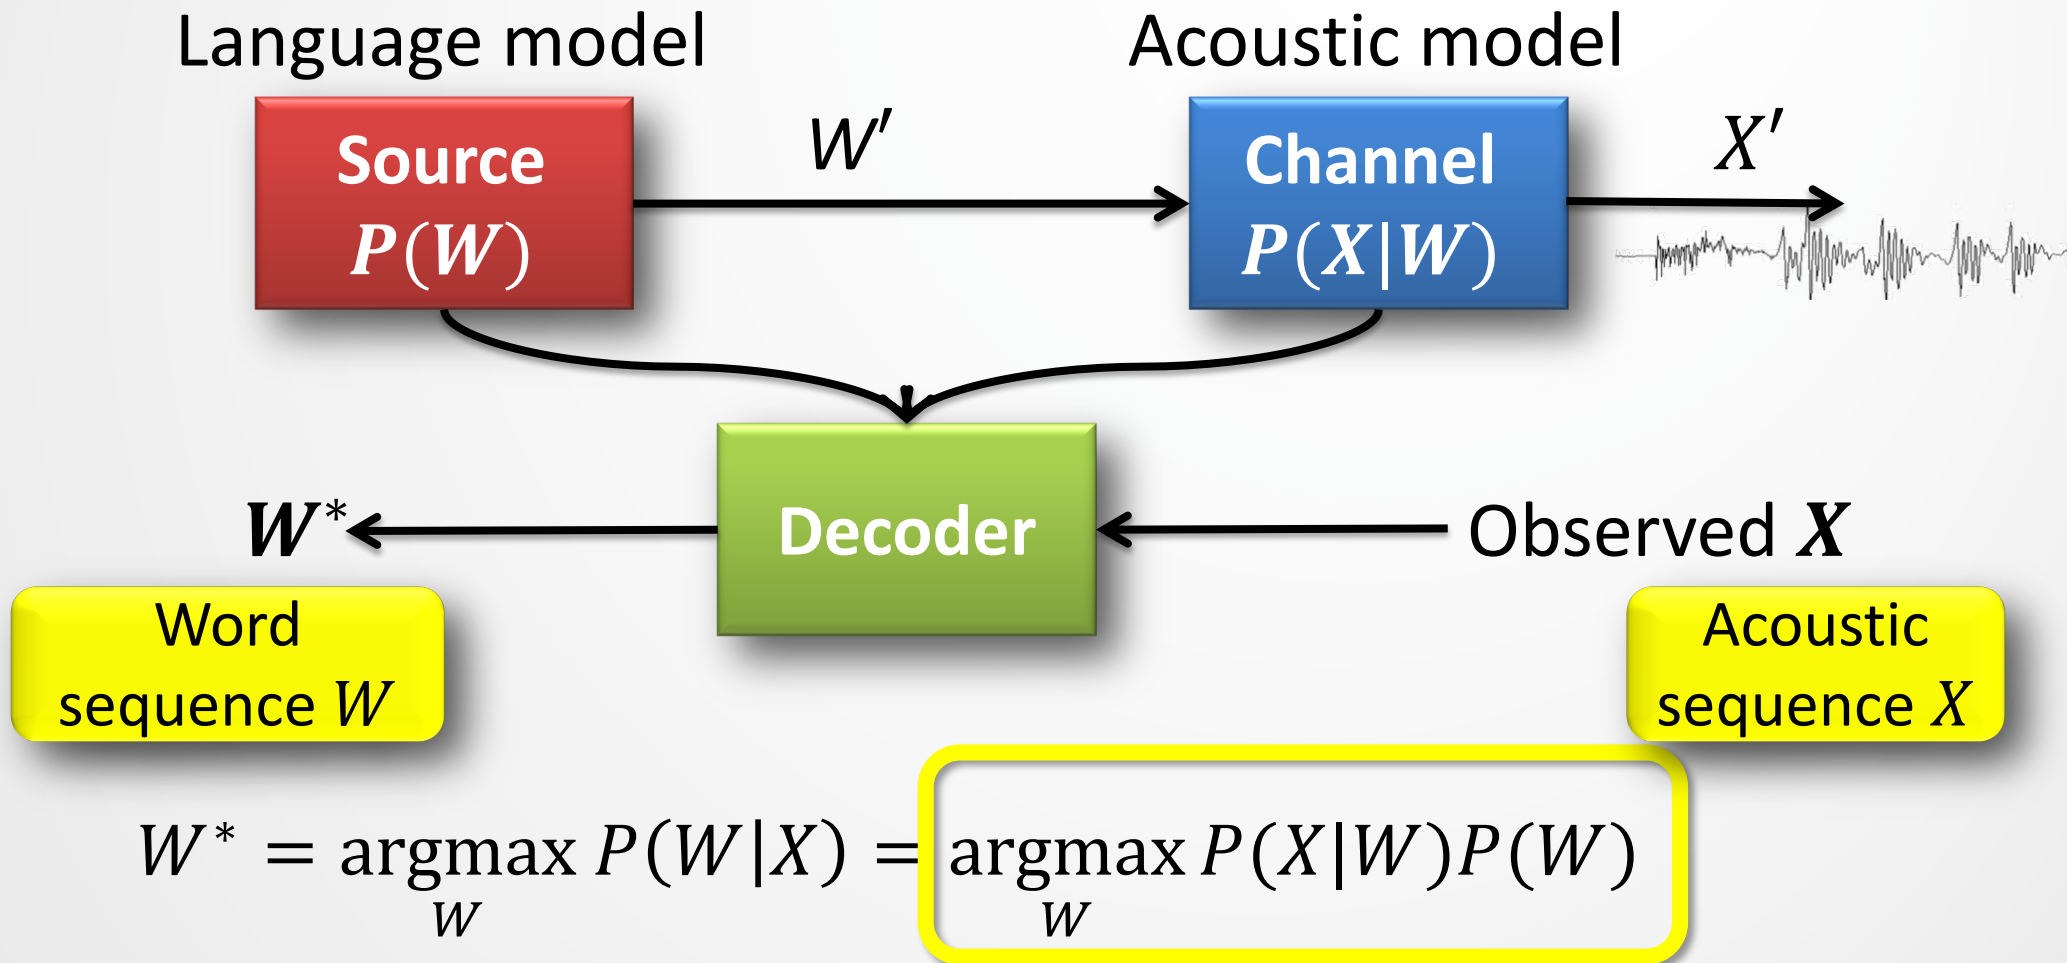 Language model
Acoustic model
Source
P(W)
W′
Channel
P(X|W)
X′
W*
Decoder
Observed X
Word
sequence W
Acoustic
sequence X
W* = argmax P(W|X) = argmax P(X|W)P(W)
W W